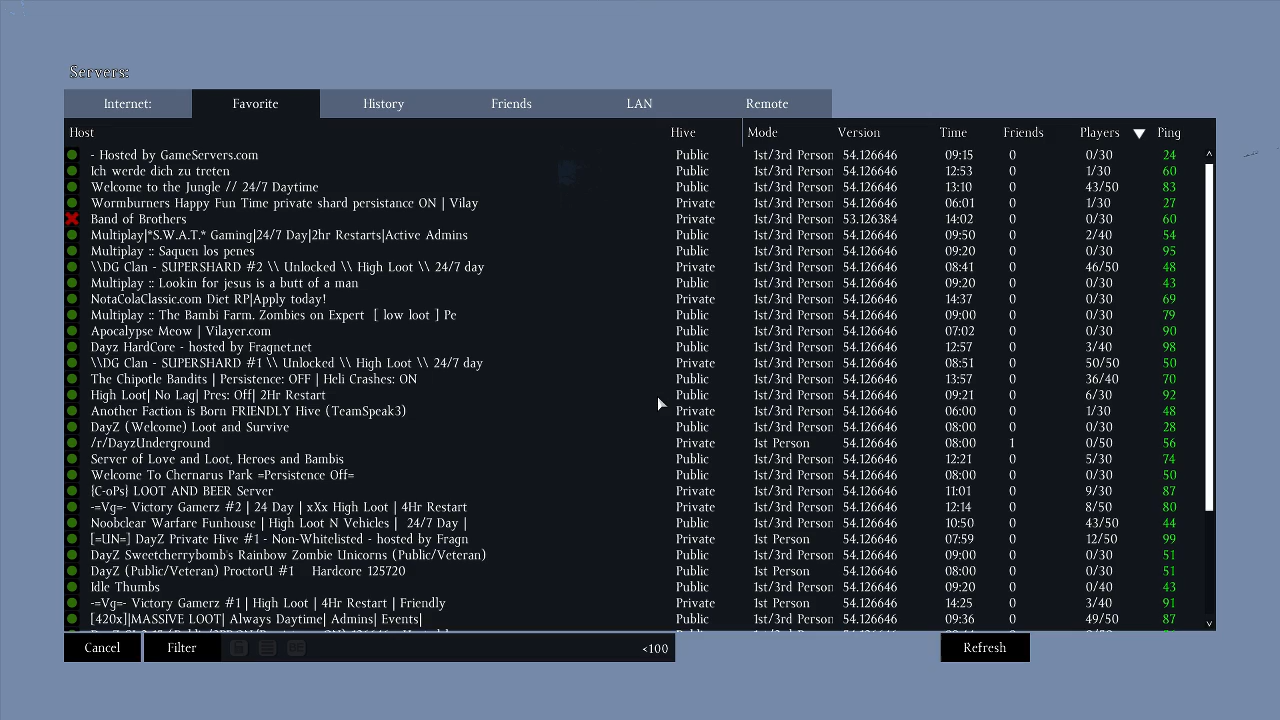 Servers:
Internet: Favorite History Friends LAN Remote
Host Hive Mode Version Time Friends Players Ping
- Hosted by GameServers.com Public 1st/3rd Person 54.126646 09:15 0 0/30 24
Ich werde dich zu treten Public 1st/3rd Person 54.126646 12:53 0 1/30 60
Welcome to the Jungle // 24/7 Daytime Public 1st/3rd Person 54.126646 13:10 0 43/50 83
Wormburners Happy Fun Time private shard persistance ON | Vilay Private 1st/3rd Person 54.126646 06:01 0 1/30 27
Band of Brothers Private 1st/3rd Person 53.126384 14:02 0 0/30 60
Multiplay|*S.W.A.T.* Gaming|24/7 Day|2hr Restarts|Active Admins Public 1st/3rd Person 54.126646 09:50 0 2/40 54
Multiplay :: Saquen los penes Public 1st/3rd Person 54.126646 09:20 0 0/30 95
\\DG Clan - SUPERSHARD #2 \\ Unlocked \\ High Loot \\ 24/7 day Private 1st/3rd Person 54.126646 08:41 0 46/50 48
Multiplay :: Lookin for jesus is a butt of a man Public 1st/3rd Person 54.126646 09:20 0 0/30 43
NotaColaClassic.com Diet RP|Apply today! Private 1st/3rd Person 54.126646 14:37 0 0/30 69
Multiplay :: The Bambi Farm. Zombies on Expert [ low loot ] Pe Public 1st/3rd Person 54.126646 09:00 0 0/30 79
Apocalypse Meow | Vilayer.com Public 1st/3rd Person 54.126646 07:02 0 0/30 90
Dayz HardCore - hosted by Fragnet.net Public 1st/3rd Person 54.126646 12:57 0 3/40 98
\\DG Clan - SUPERSHARD #1 \\ Unlocked \\ High Loot \\ 24/7 day Private 1st/3rd Person 54.126646 08:51 0 50/50 50
The Chipotle Bandits | Persistence: OFF | Heli Crashes: ON Public 1st/3rd Person 54.126646 13:57 0 36/40 70
High Loot| No Lag| Pres: Off| 2Hr Restart Public 1st/3rd Person 54.126646 09:21 0 6/30 92
Another Faction is Born FRIENDLY Hive (TeamSpeak3) Private 1st/3rd Person 54.126646 06:00 0 1/30 48
DayZ (Welcome) Loot and Survive Public 1st/3rd Person 54.126646 08:00 0 0/30 28
/r/DayzUnderground Private 1st Person 54.126646 08:00 1 0/50 56
Server of Love and Loot, Heroes and Bambis Public 1st/3rd Person 54.126646 12:21 0 5/30 74
Welcome To Chernarus Park =Persistence Off= Public 1st/3rd Person 54.126646 08:00 0 0/30 50
{C-oPs} LOOT AND BEER Server Private 1st/3rd Person 54.126646 11:01 0 9/30 87
-=Vg=- Victory Gamerz #2 | 24 Day | xXx High Loot | 4Hr Restart Private 1st/3rd Person 54.126646 12:14 0 8/50 80
Noobclear Warfare Funhouse | High Loot N Vehicles | 24/7 Day | Public 1st/3rd Person 54.126646 10:50 0 43/50 44
[=UN=] DayZ Private Hive #1 - Non-Whitelisted - hosted by Fragn Private 1st Person 54.126646 07:59 0 12/50 99
DayZ Sweetcherrybomb's Rainbow Zombie Unicorns (Public/Veteran) Public 1st/3rd Person 54.126646 09:00 0 0/30 51
DayZ (Public/Veteran) ProctorU #1 Hardcore 125720 Public 1st Person 54.126646 08:00 0 0/30 51
Idle Thumbs Public 1st/3rd Person 54.126646 09:20 0 0/40 43
-=Vg=- Victory Gamerz #1 | High Loot | 4Hr Restart | Friendly Private 1st Person 54.126646 14:25 0 3/40 91
[420x]|MASSIVE LOOT| Always Daytime| Admins| Events| Public 1st/3rd Person 54.126646 09:36 0 49/50 87
Cancel Filter <100 Refresh